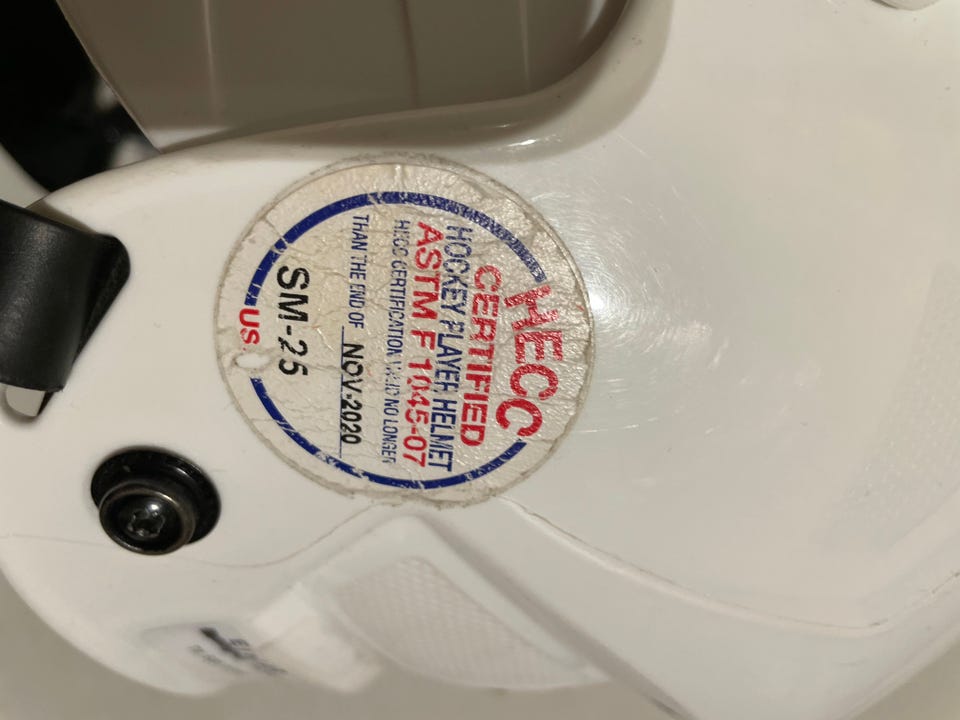 HECC
CERTIFIED
HOCKEY PLAYER HELMET
ASTM F 1045-07
HECC CERTIFICATION VALID NO LONGER
THAN THE END OF NOV-2020
SM-25
US